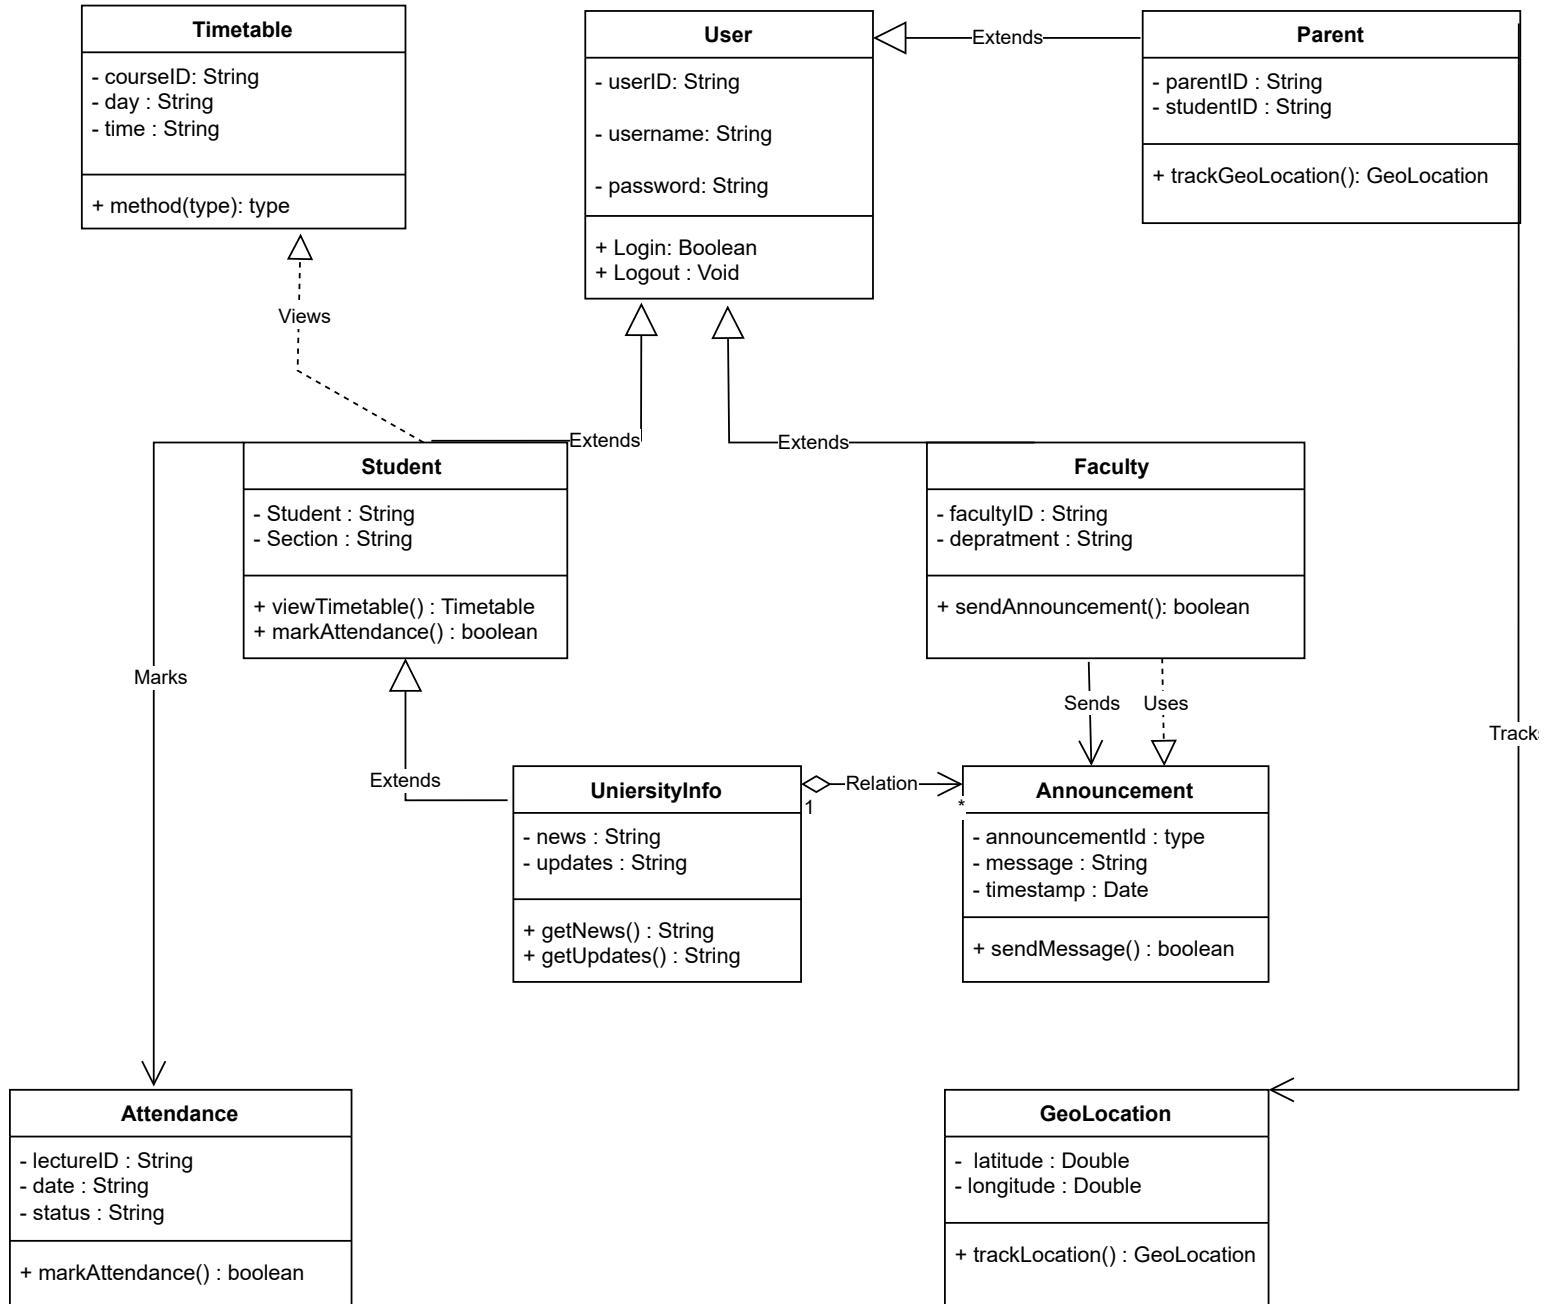 Timetable
- courseID: String
- day : String
- time : String
+ method(type): type
User
- userID: String
- username: String
- password: String
+ Login: Boolean
+ Logout : Void
Extends
Parent
- parentID : String
- studentID : String
+ trackGeoLocation(): GeoLocation
Views
Extends
Extends
Student
- Student : String
- Section : String
+ viewTimetable() : Timetable
+ markAttendance() : boolean
Faculty
- facultyID : String
- depratment : String
+ sendAnnouncement(): boolean
Marks
Sends
Uses
Extends
UniersityInfo
- news : String
- updates : String
+ getNews() : String
+ getUpdates() : String
Relation
1
*
Announcement
- announcementId : type
- message : String
- timestamp : Date
+ sendMessage() : boolean
Attendance
- lectureID : String
- date : String
- status : String
+ markAttendance() : boolean
GeoLocation
- latitude : Double
- longitude : Double
+ trackLocation() : GeoLocation